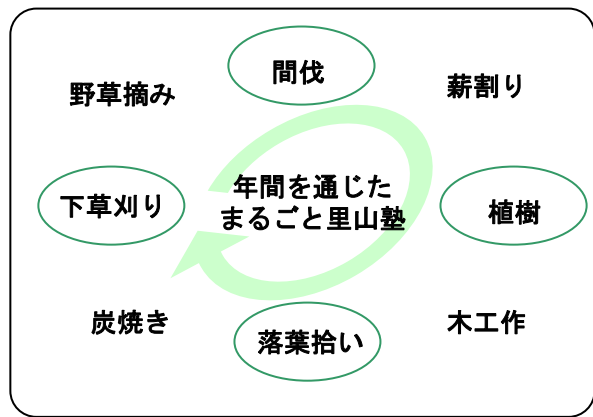 間伐
野草摘み
薪割り
年間を通じた
まるごと里山塾
下草刈り
植樹
炭焼き
木工作
落葉拾い